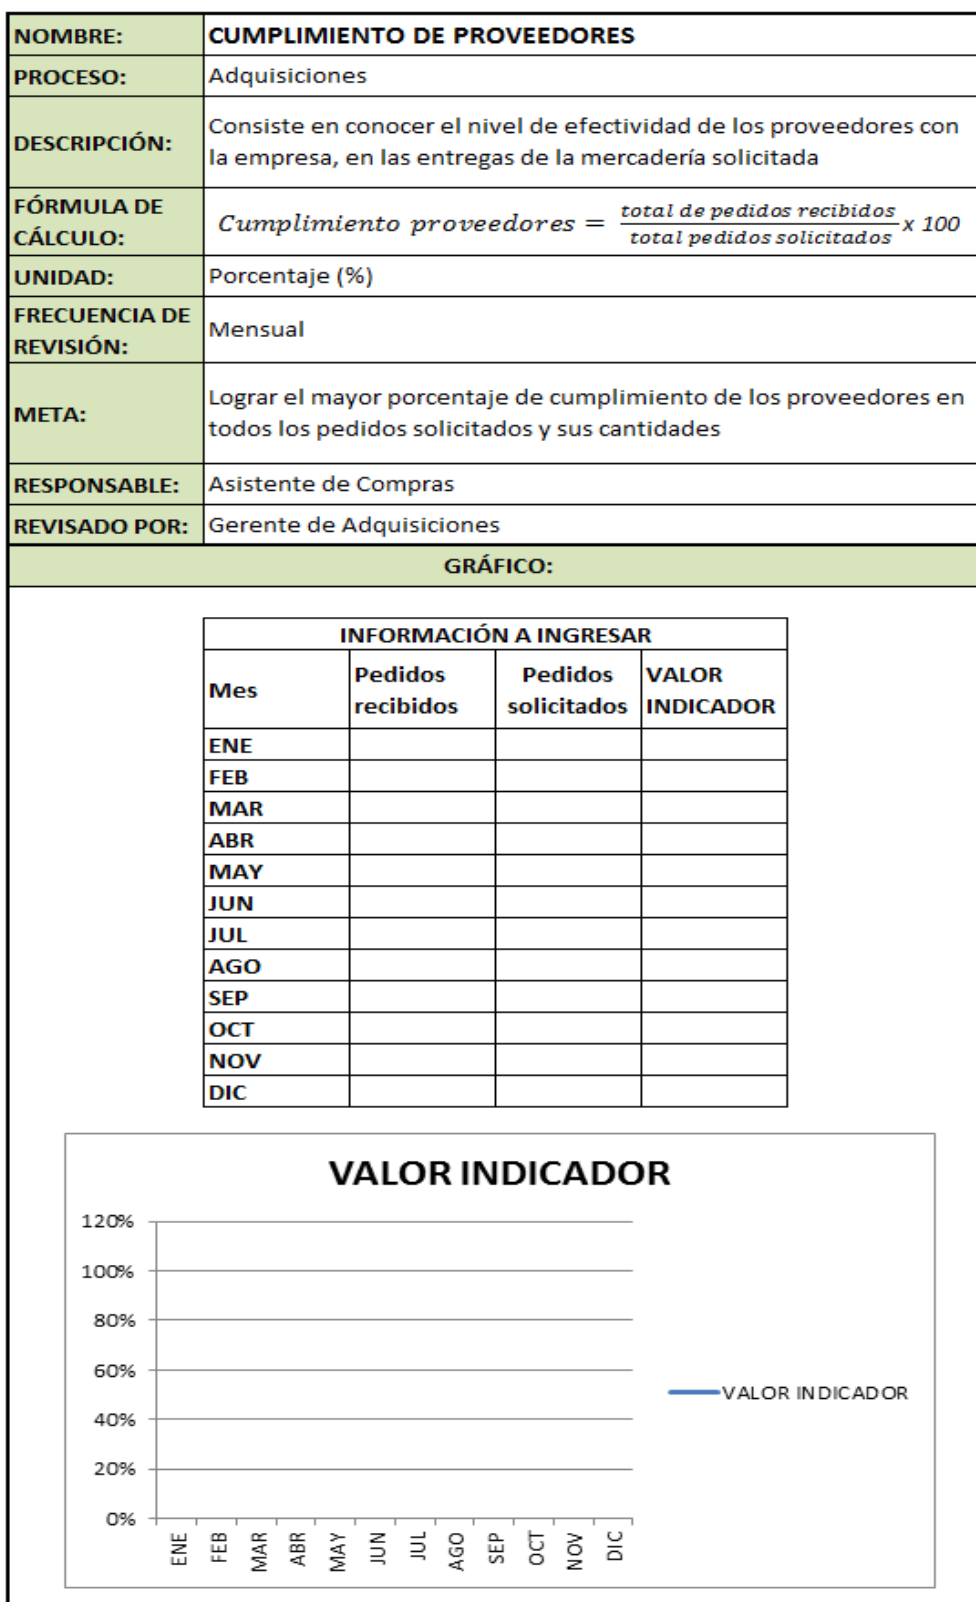 NOMBRE: CUMPLIMIENTO DE PROVEEDORES
PROCESO: Adquisiciones
DESCRIPCIÓN: Consiste en conocer el nivel de efectividad de los proveedores con
la empresa, en las entregas de la mercadería solicitada
FÓRMULA DE
CÁLCULO:
Cumplimiento proveedores = total de pedidos recibidos / total pedidos solicitados x 100
UNIDAD: Porcentaje (%)
FRECUENCIA DE
REVISIÓN:
Mensual
META:
Lograr el mayor porcentaje de cumplimiento de los proveedores en
todos los pedidos solicitados y sus cantidades
RESPONSABLE: Asistente de Compras
REVISADO POR: Gerente de Adquisiciones
GRÁFICO:
INFORMACIÓN A INGRESAR
Mes
Pedidos
recibidos
Pedidos
solicitados
VALOR
INDICADOR
ENE
FEB
MAR
ABR
MAY
JUN
JUL
AGO
SEP
OCT
NOV
DIC
VALOR INDICADOR
120%
100%
80%
60%
40%
20%
0%
ENE
FEB
MAR
ABR
MAY
JUN
JUL
AGO
SEP
OCT
NOV
DIC
VALOR INDICADOR